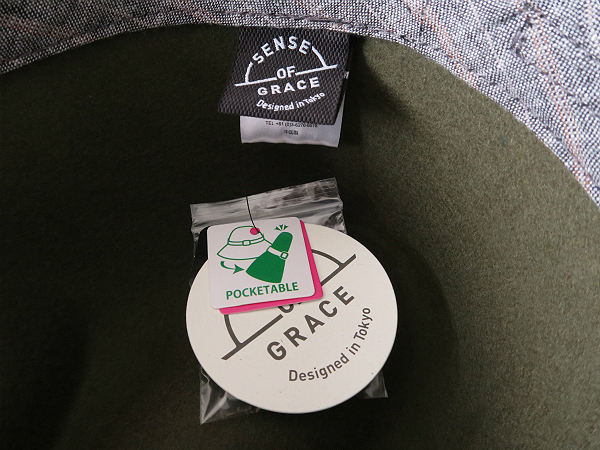 SENSE
OF
GRACE
Designed in Tokyo
POCKETABLE
GRACE
Designed in Tokyo